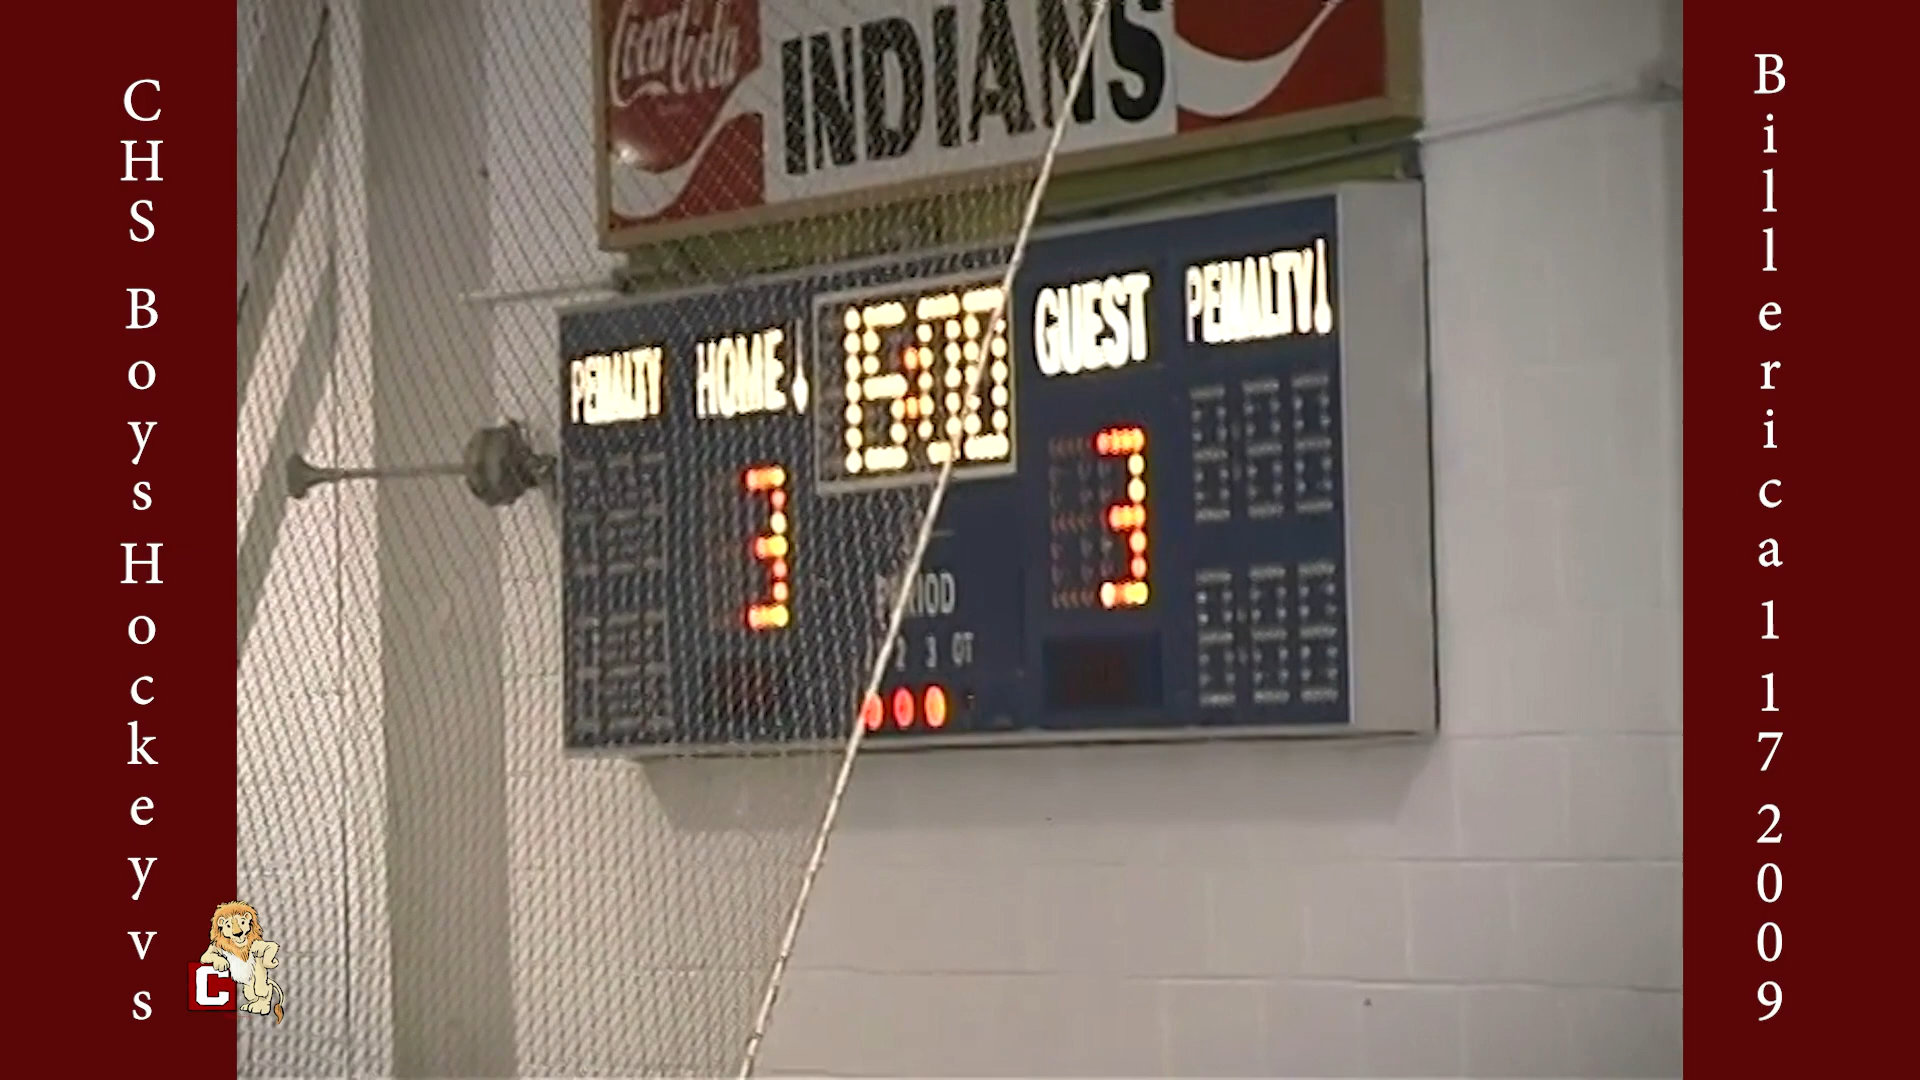 CHS Boys Hockey vs
Billerica 1 17 2009
Coca-Cola
INDIANS
PENALTY
HOME
15:00
GUEST
PENALTY
3
3
PERIOD
2 3 OT
C